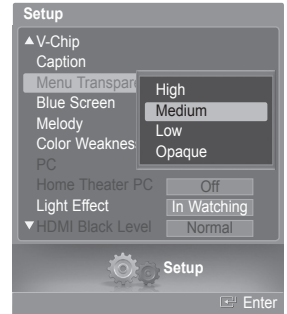 Setup
▲V-Chip
Caption
Menu Transpare
High
Blue Screen
Medium
Melody
Low
Color Weakness
Opaque
PC
Home Theater PC Off
Light Effect In Watching
▼HDMI Black Level Normal
Setup
Enter